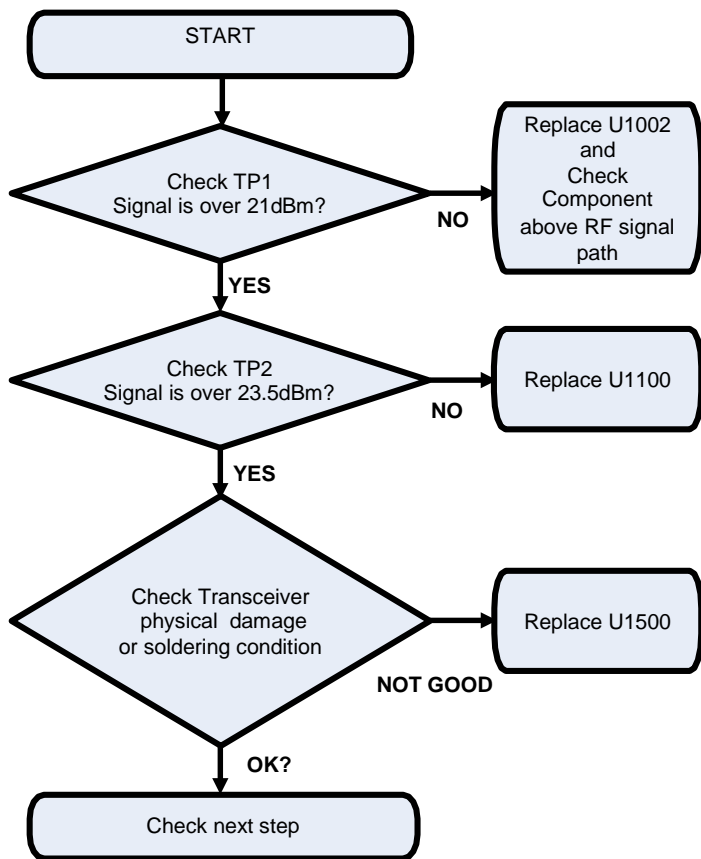 START
Check TP1
Signal is over 21dBm?
NO
Replace U1002
and
Check
Component
above RF signal
path
YES
Check TP2
Signal is over 23.5dBm?
NO
Replace U1100
YES
Check Transceiver
physical damage
or soldering condition
NOT GOOD
Replace U1500
OK?
Check next step